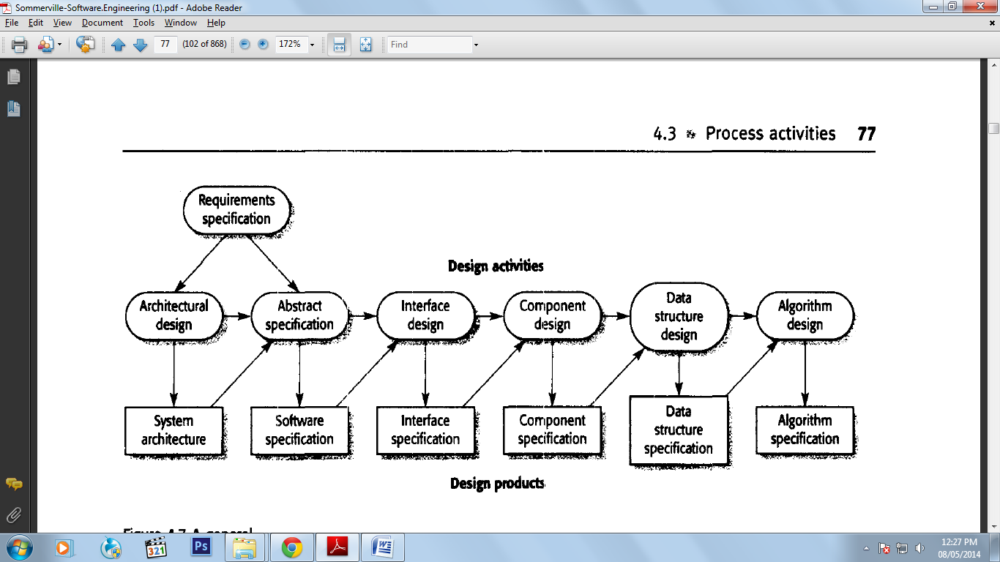 Sommerville-Software.Engineering (1).pdf - Adobe Reader
File Edit View Document Tools Window Help
77 (102 of 868) 172% Find
4.3 Process activities 77
Requirements
specification
Design activities
Architectural
design
Abstract
specification
Interface
design
Component
design
Data
structure
design
Algorithm
design
System
architecture
Software
specification
Interface
specification
Component
specification
Data
structure
specification
Algorithm
specification
Design products
Figure 4.7 A general
321
Ps
W
12:27 PM
08/05/2014